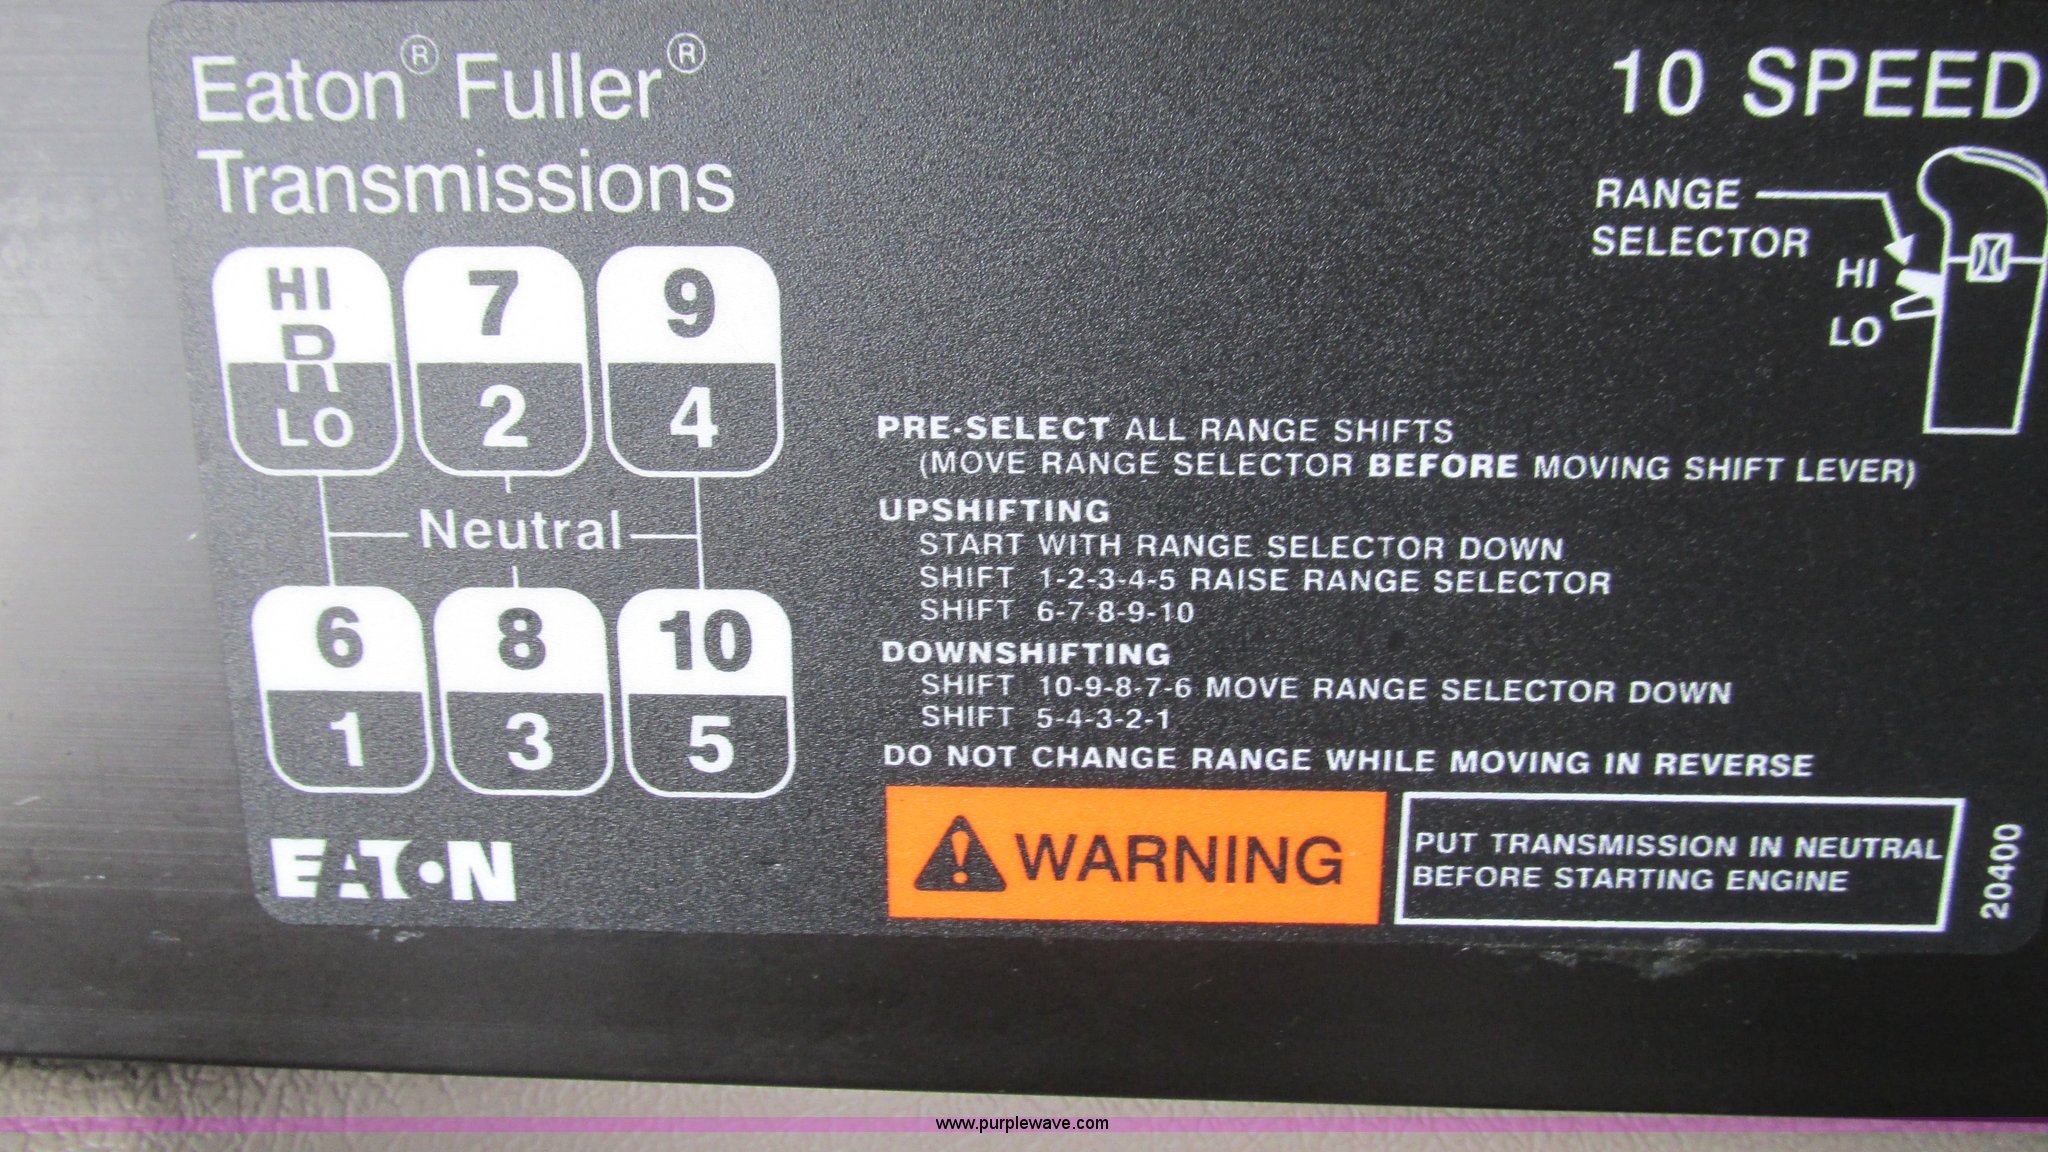 Eaton® Fuller®
Transmissions
10 SPEED
RANGE
SELECTOR
HI
LO
HI
R
LO
7
2
9
4
Neutral
6
1
8
3
10
5
PRE-SELECT ALL RANGE SHIFTS
(MOVE RANGE SELECTOR BEFORE MOVING SHIFT LEVER)
UPSHIFTING
START WITH RANGE SELECTOR DOWN
SHIFT 1-2-3-4-5 RAISE RANGE SELECTOR
SHIFT 6-7-8-9-10
DOWNSHIFTING
SHIFT 10-9-8-7-6 MOVE RANGE SELECTOR DOWN
SHIFT 5-4-3-2-1
DO NOT CHANGE RANGE WHILE MOVING IN REVERSE
WARNING
PUT TRANSMISSION IN NEUTRAL
BEFORE STARTING ENGINE
20400
EATON
www.purplewave.com